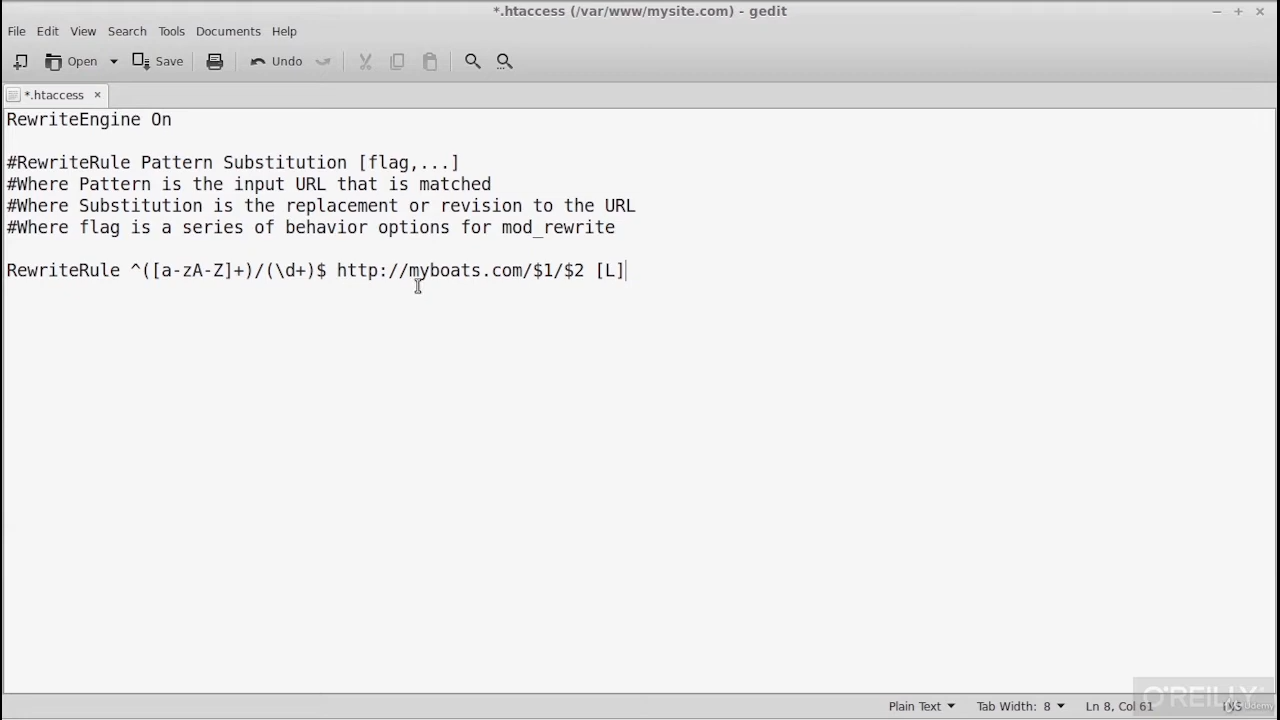 *.htaccess (/var/www/mysite.com) - gedit
File Edit View Search Tools Documents Help
Open Save Undo
*.htaccess ×
RewriteEngine On
#RewriteRule Pattern Substitution [flag,...]
#Where Pattern is the input URL that is matched
#Where Substitution is the replacement or revision to the URL
#Where flag is a series of behavior options for mod_rewrite
RewriteRule ^([a-zA-Z]+)/(\d+)$ http://myboats.com/$1/$2 [L]
Plain Text Tab Width: 8 Ln 8, Col 61
O'REILLY
Udemy